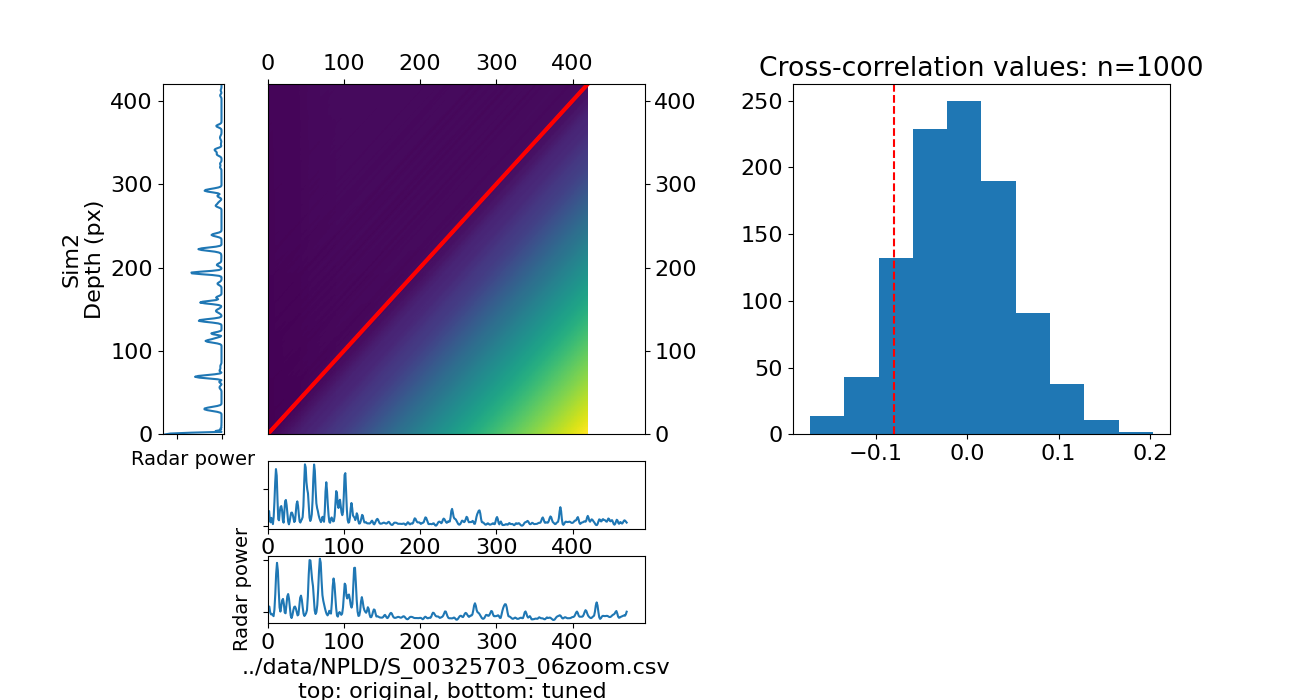 Cross-correlation values: n=1000
0 100 200 300 400
400
300
200
100
0
Sim2
Depth (px)
Radar power
400
300
200
100
0
250
200
150
100
50
0
−0.1 0.0 0.1 0.2
0 100 200 300 400
Radar power
0 100 200 300 400
../data/NPLD/S_00325703_06zoom.csv
top: original, bottom: tuned